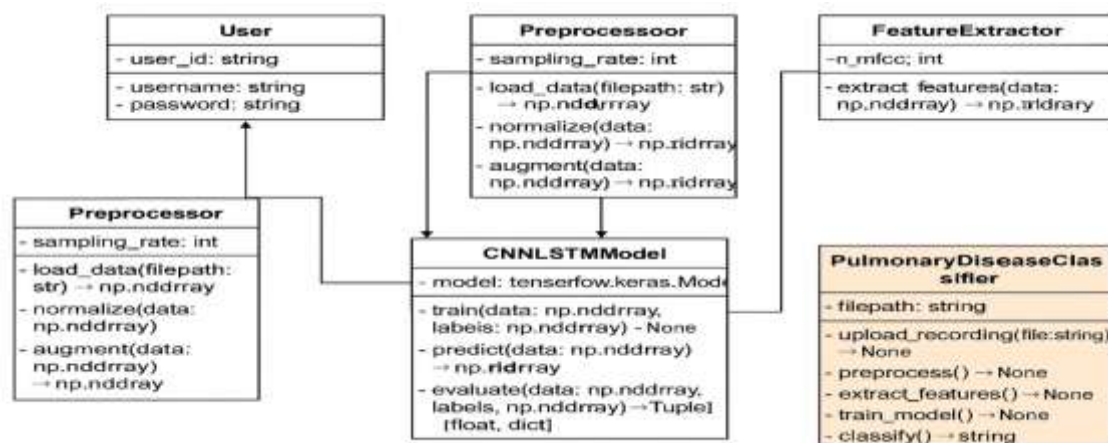 User
- user_id: string
- username: string
- password: string
Preprocessoor
- sampling_rate: int
- load_data(filepath: str)
→ np.nddrrray
- normalize(data:
np.nddrray) → np.ridrray
- augment(data:
np.nddrray) → np.ridrray
FeatureExtractor
-n_mfcc; int
- extract features(data:
np.nddrray) → np.
Preprocessor
- sampling_rate: int
- load_data(filepath:
str) → np.nddrray
- normalize(data:
np.nddrray)
- augment(data:
np.nddrray)
→ np.nddray
CNNLSTMModel
- model: tenserfow.keras.Mode
- train(data: np.nddrray,
labels: np.nddrray) - None
- predict(data: np.nddrray)
→ np.ridrray
- evaluate(data: np.nddrray,
labels, np.nddrray) →Tuple]
[float, dict]
PulmonaryDiseaseClas
sifier
- filepath: string
- upload_recording(file:string)
→ None
- preprocess() → None
- extract_features() → None
- train_model() → None
- classify() → string